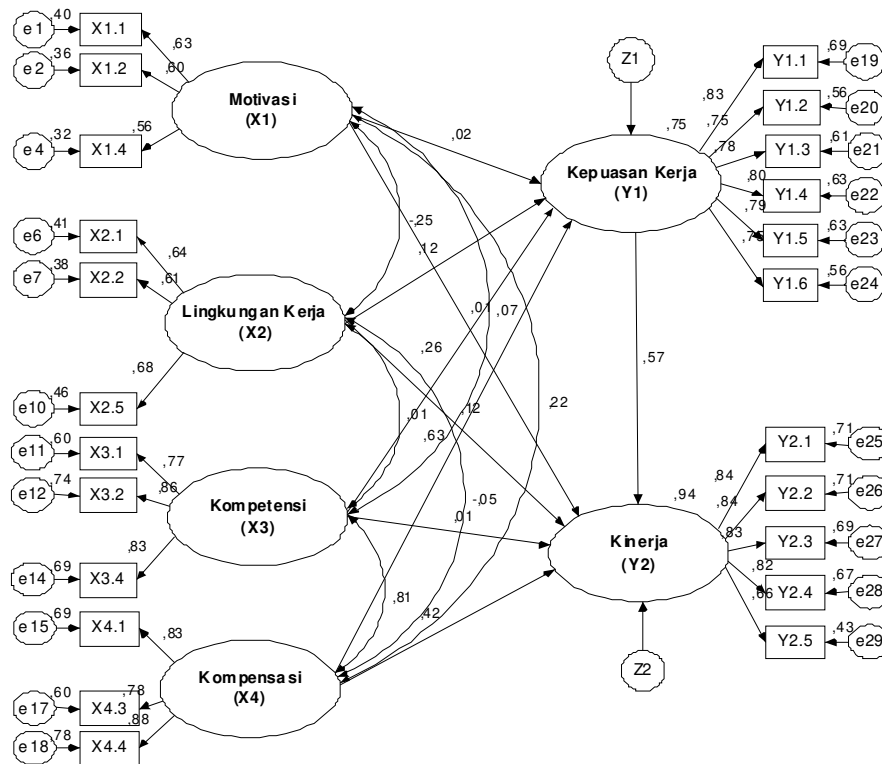 e1
,40
X1.1
,63
e2
,36
X1.2
,60
e4
,32
X1.4
,56
Motivasi
(X1)
e6
,41
X2.1
,64
e7
,38
X2.2
,61
e10
,46
X2.5
,68
Lingkungan Kerja
(X2)
e11
,60
X3.1
,77
e12
,74
X3.2
,86
e14
,69
X3.4
,83
Kompetensi
(X3)
e15
,69
X4.1
,83
e17
,60
X4.3
,78
e18
,78
X4.4
,88
Kompensasi
(X4)
,02
-,25
,12
,01
,07
,26
,01
,12
,22
,63
-,05
,01
,81
,42
,57
Z1
,75
Kepuasan Kerja
(Y1)
,83
Y1.1
,69
e19
,75
Y1.2
,56
e20
,78
Y1.3
,61
e21
,80
Y1.4
,63
e22
,79
Y1.5
,63
e23
Y1.6
,56
e24
,94
Kinerja
(Y2)
Z2
,84
Y2.1
,71
e25
,84
Y2.2
,71
e26
,83
Y2.3
,69
e27
,82
Y2.4
,67
e28
,66
Y2.5
,43
e29